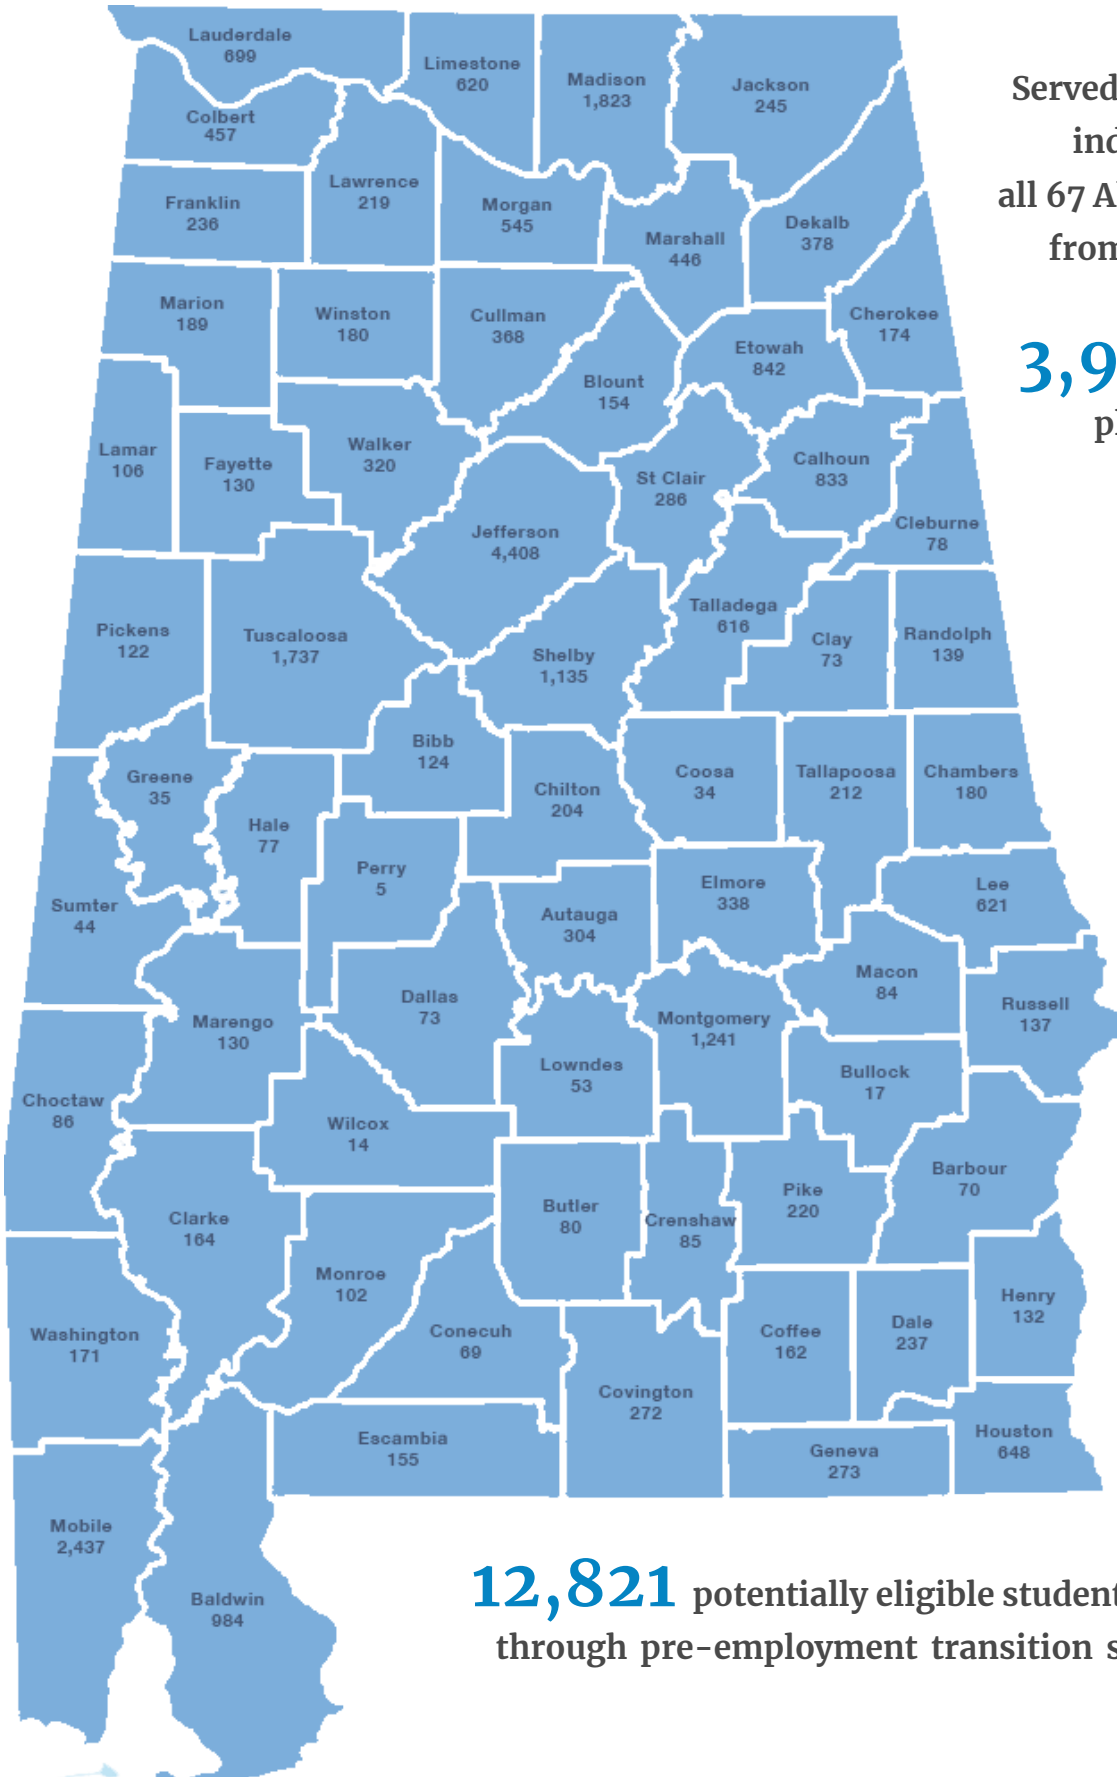 Lauderdale
699
Limestone
620
Madison
1,823
Jackson
245
Colbert
457
Served
ind
all 67 A
from
Franklin
236
Lawrence
219
Morgan
545
Marshall
446
Dekalb
378
Marion
189
Winston
180
Cullman
368
Blount
154
Etowah
842
Cherokee
174
3,9
pl
Lamar
106
Fayette
130
Walker
320
Jefferson
4,408
St Clair
286
Calhoun
833
Cleburne
78
Pickens
122
Tuscaloosa
1,737
Shelby
1,135
Talladega
616
Clay
73
Randolph
139
Greene
35
Hale
77
Bibb
124
Chilton
204
Coosa
34
Tallapoosa
212
Chambers
180
Sumter
44
Perry
5
Autauga
304
Elmore
338
Lee
621
Marengo
130
Dallas
73
Lowndes
53
Montgomery
1,241
Macon
84
Russell
137
Bullock
17
Choctaw
86
Wilcox
14
Clarke
164
Butler
80
Crenshaw
85
Pike
220
Barbour
70
Washington
171
Monroe
102
Conecuh
69
Covington
272
Coffee
162
Dale
237
Henry
132
Escambia
155
Geneva
273
Houston
648
Mobile
2,437
Baldwin
984
12,821 potentially eligible student
through pre-employment transition s